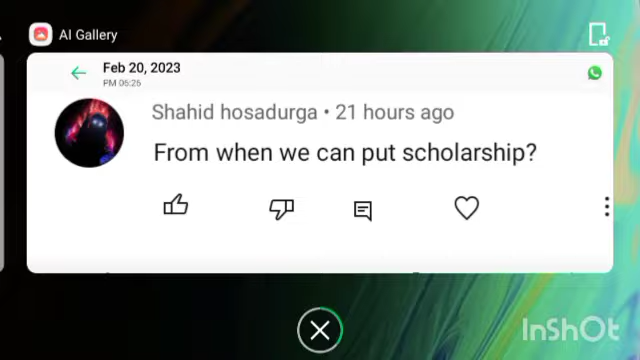 AI Gallery
Feb 20, 2023
PM 06:26
Shahid hosadurga • 21 hours ago
From when we can put scholarship?
InShOt